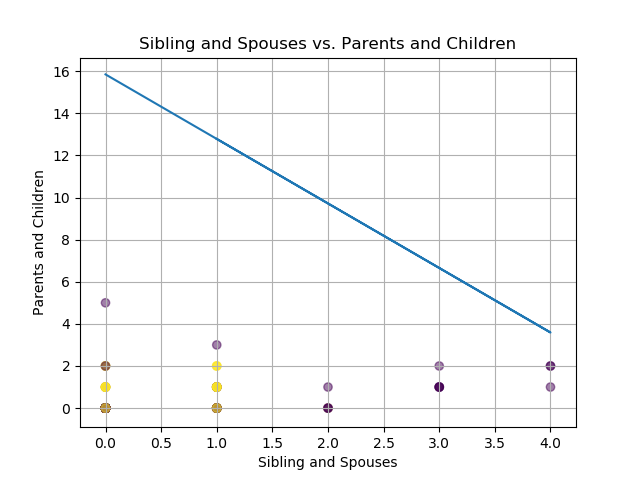 Sibling and Spouses vs. Parents and Children
16
14
12
10
8
6
4
2
0
Parents and Children
0.0 0.5 1.0 1.5 2.0 2.5 3.0 3.5 4.0
Sibling and Spouses